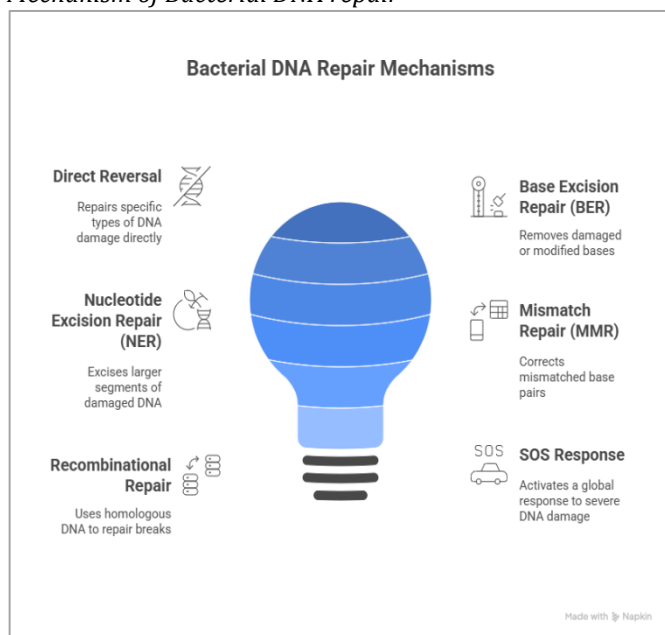 Mechanism of Bacterial DNA repair
Bacterial DNA Repair Mechanisms
Direct Reversal
Repairs specific
types of DNA
damage directly
Base Excision
Repair (BER)
Removes damaged
or modified bases
Nucleotide
Excision Repair
(NER)
Excises larger
segments of
damaged DNA
Mismatch
Repair (MMR)
Corrects
mismatched base
pairs
Recombinational
Repair
Uses homologous
DNA to repair breaks
SOS
SOS Response
Activates a global
response to severe
DNA damage
Made with Napkin